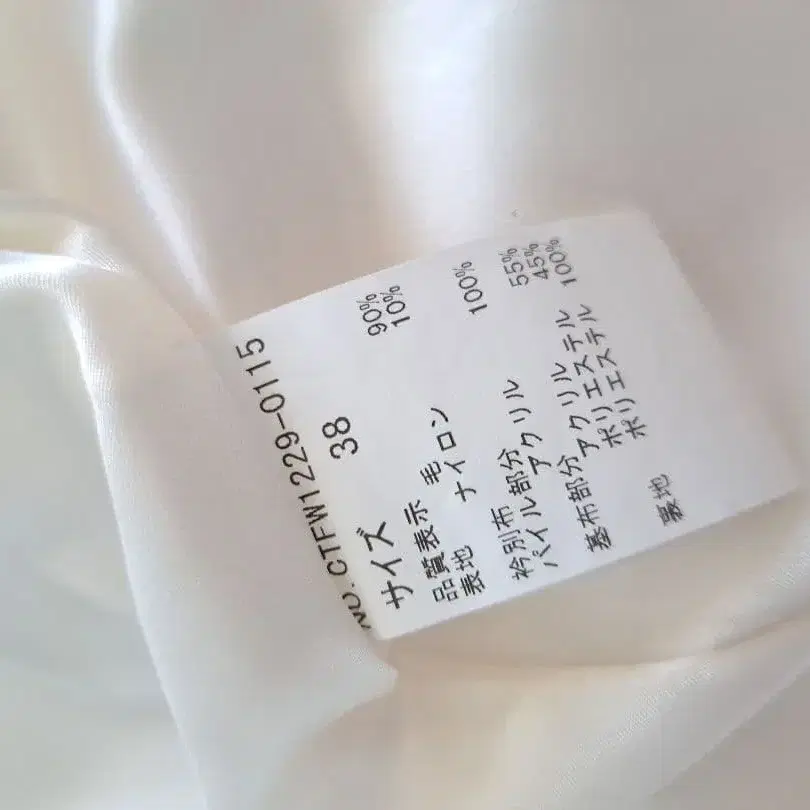 NO.CTFW1229-0115
サイズ 38
品質表示
表地 毛 90%
ナイロン 10%
衿別布
パイル部分 アクリル 100%
基布部分 アクリル 55%
ポリエステル 45%
裏地 ポリエステル 100%